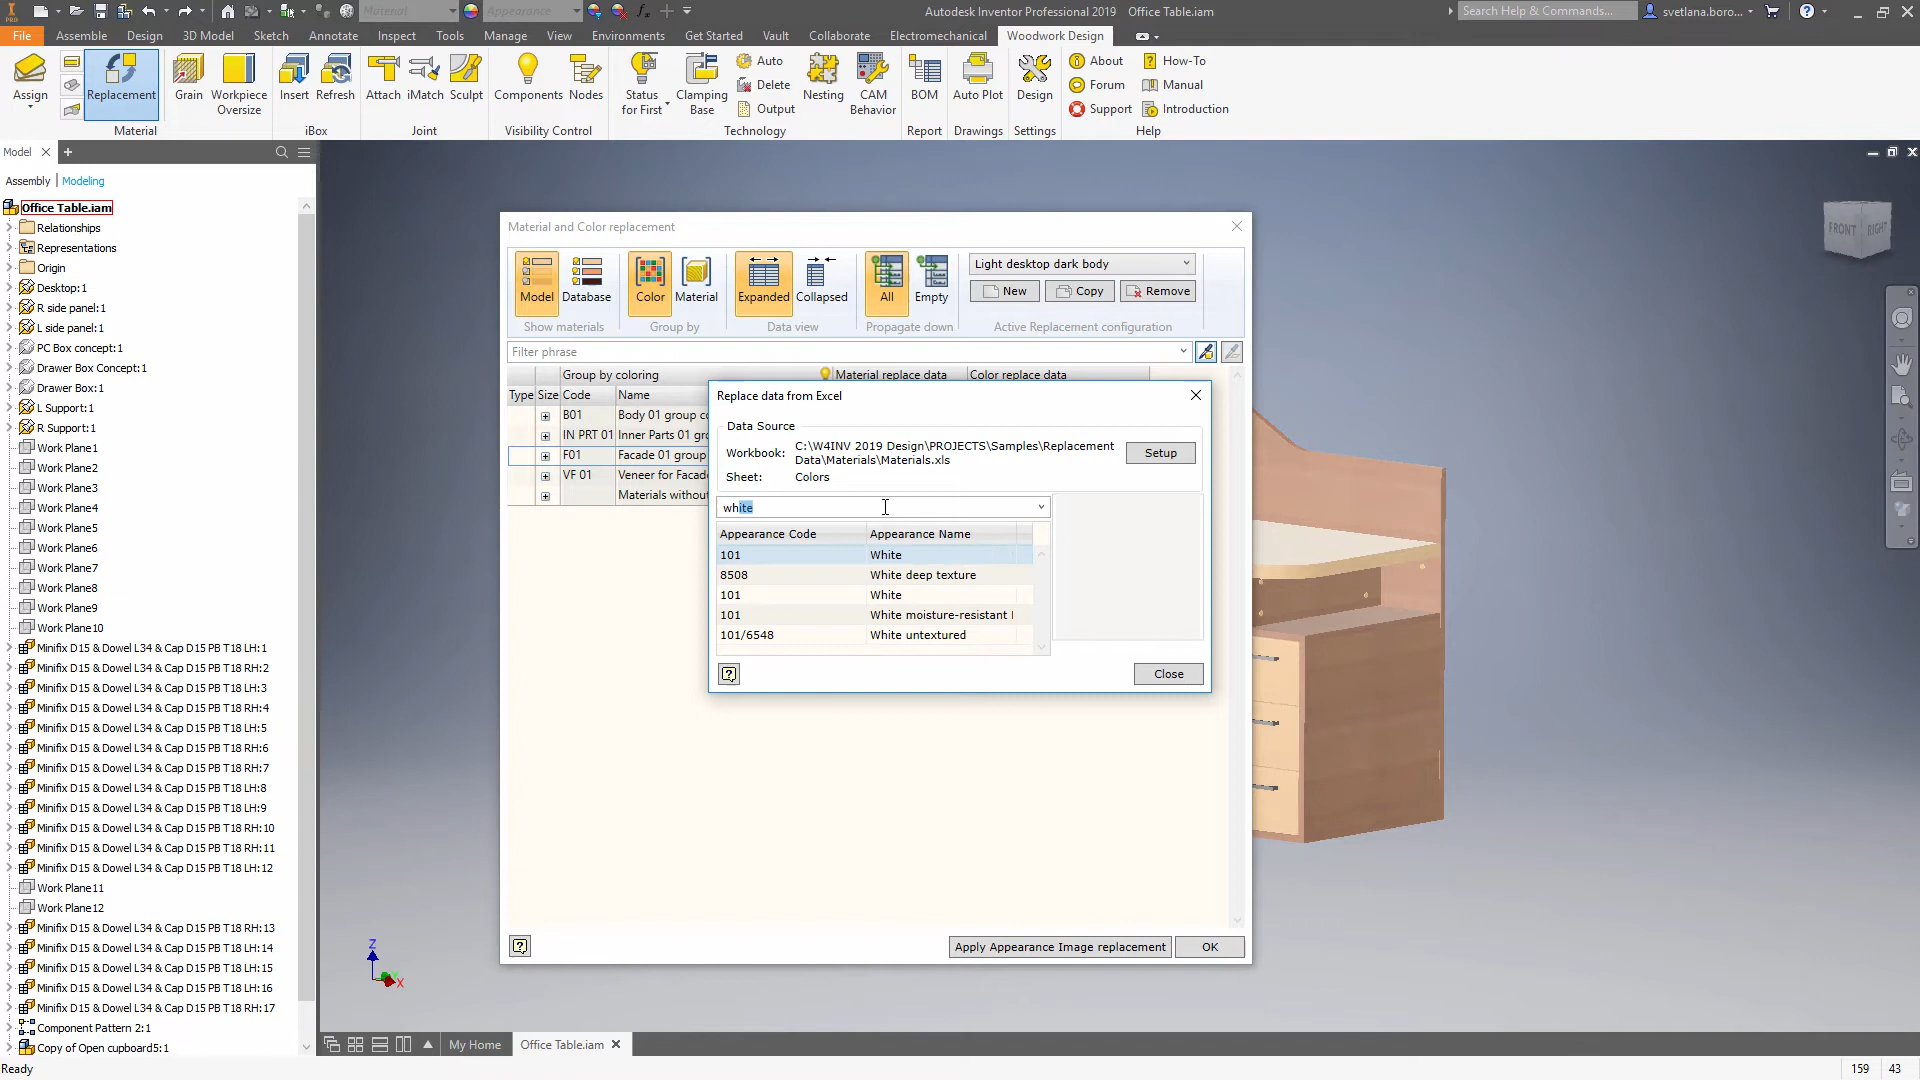 Material
Appearance
Autodesk Inventor Professional 2019 Office Table.iam
Search Help & Commands...
svetlana.boro...
PRO
File Assemble Design 3D Model Sketch Annotate Inspect Tools Manage View Environments Get Started Vault Collaborate Electromechanical Woodwork Design
Assign
Replacement
Grain
Workpiece
Oversize
Insert
Refresh
Attach
iMatch
Sculpt
Components
Nodes
Status
for First
Clamping
Base
Auto
Delete
Output
Nesting
CAM
Behavior
BOM
Auto Plot
Design
About
Forum
Support
How-To
Manual
Introduction
Material iBox Joint Visibility Control Technology Report Drawings Settings Help
Model
Assembly Modeling
Office Table.iam
Relationships
Representations
Origin
Desktop:1
R side panel:1
L side panel:1
PC Box concept:1
Drawer Box Concept:1
Drawer Box:1
L Support:1
R Support:1
Work Plane1
Work Plane2
Work Plane3
Work Plane4
Work Plane5
Work Plane6
Work Plane7
Work Plane8
Work Plane9
Work Plane10
Minifix D15 & Dowel L34 & Cap D15 PB T18 LH:1
Minifix D15 & Dowel L34 & Cap D15 PB T18 RH:2
Minifix D15 & Dowel L34 & Cap D15 PB T18 LH:3
Minifix D15 & Dowel L34 & Cap D15 PB T18 RH:4
Minifix D15 & Dowel L34 & Cap D15 PB T18 LH:5
Minifix D15 & Dowel L34 & Cap D15 PB T18 RH:6
Minifix D15 & Dowel L34 & Cap D15 PB T18 RH:7
Minifix D15 & Dowel L34 & Cap D15 PB T18 LH:8
Minifix D15 & Dowel L34 & Cap D15 PB T18 LH:9
Minifix D15 & Dowel L34 & Cap D15 PB T18 RH:10
Minifix D15 & Dowel L34 & Cap D15 PB T18 RH:11
Minifix D15 & Dowel L34 & Cap D15 PB T18 LH:12
Work Plane11
Work Plane12
Minifix D15 & Dowel L34 & Cap D15 PB T18 RH:13
Minifix D15 & Dowel L34 & Cap D15 PB T18 LH:14
Minifix D15 & Dowel L34 & Cap D15 PB T18 LH:15
Minifix D15 & Dowel L34 & Cap D15 PB T18 LH:16
Minifix D15 & Dowel L34 & Cap D15 PB T18 RH:17
Component Pattern 2:1
Copy of Open cupboard5:1
Material and Color replacement
Model
Database
Color
Material
Expanded
Collapsed
All
Empty
Light desktop dark body
New
Copy
Remove
Show materials Group by Data view Propagate down Active Replacement configuration
Filter phrase
Group by coloring Material replace data Color replace data
Type Size Code Name
B01 Body 01 group co
IN PRT 01 Inner Parts 01 gr
F01 Facade 01 group
VF 01 Veneer for Facade
Materials without
Replace data from Excel
Data Source
Workbook: C:\W4INV 2019 Design\PROJECTS\Samples\Replacement
Data\Materials\Materials.xls
Setup
Sheet: Colors
white
Appearance Code Appearance Name
101 White
8508 White deep texture
101 White
101 White moisture-resistant
101/6548 White untextured
Close
Apply Appearance Image replacement
OK
FRONT RIGHT
Z
Y
X
My Home Office Table.iam
Ready 159 43